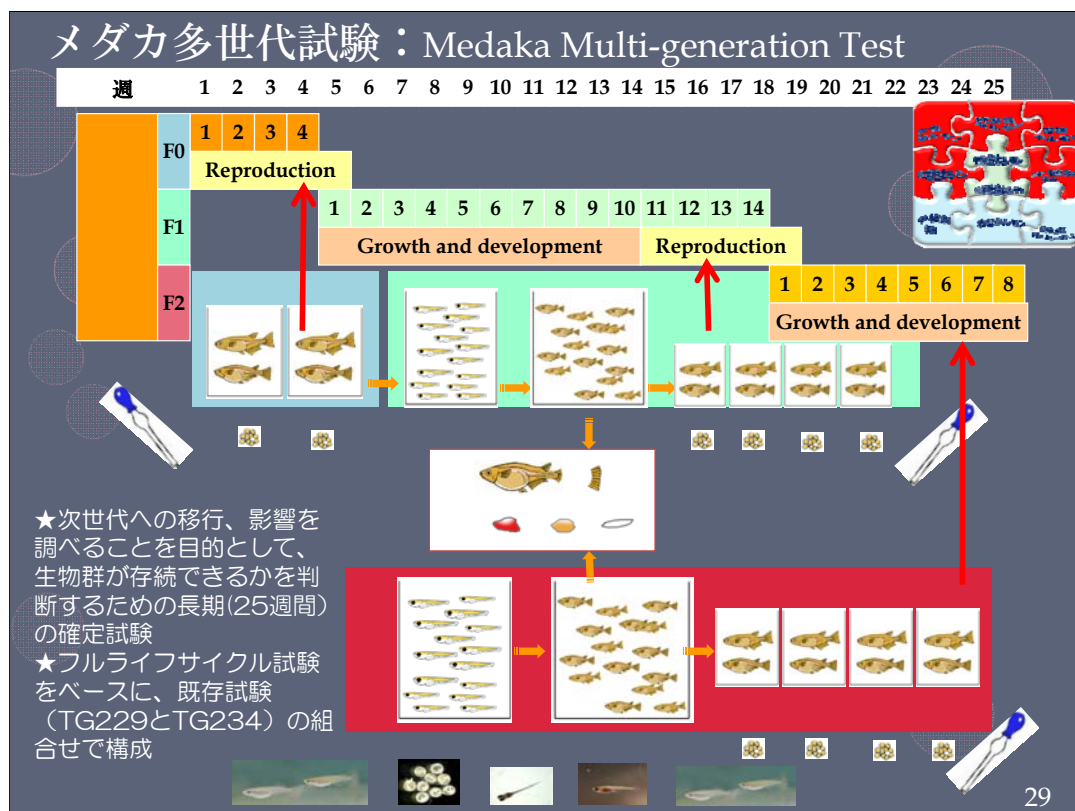 メダカ多世代試験：Medaka Multi-generation Test
週 1 2 3 4 5 6 7 8 9 10 11 12 13 14 15 16 17 18 19 20 21 22 23 24 25
F0 1 2 3 4
Reproduction
F1 1 2 3 4 5 6 7 8 9 10 11 12 13 14
Growth and development Reproduction
F2 1 2 3 4 5 6 7 8
Growth and development
★次世代への移行、影響を
調べることを目的として、
生物群が存続できるかを判
断するための長期(25週間)
の確定試験
★フルライフサイクル試験
をベースに、既存試験
（TG229とTG234）の組
合せで構成
29